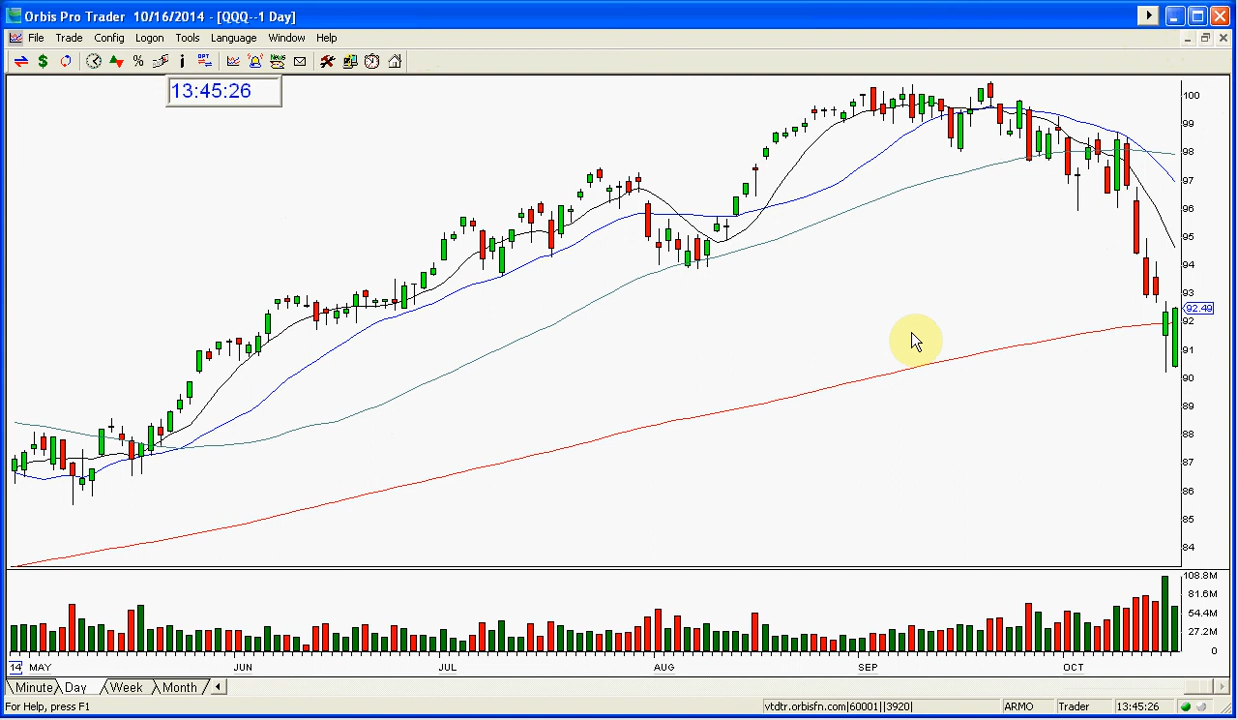 Orbis Pro Trader 10/16/2014 - [QQQ--1 Day]
File Trade Config Logon Tools Language Window Help
13:45:26
100
99
98
97
96
95
94
93
92.49
92
91
90
89
88
87
86
85
84
108.8M
81.6M
54.4M
27.2M
0
14 MAY JUN JUL AUG SEP OCT
Minute Day Week Month
For Help, press F1 vtdtr.orbisfn.com|60001||3920| ARMO Trader 13:45:26